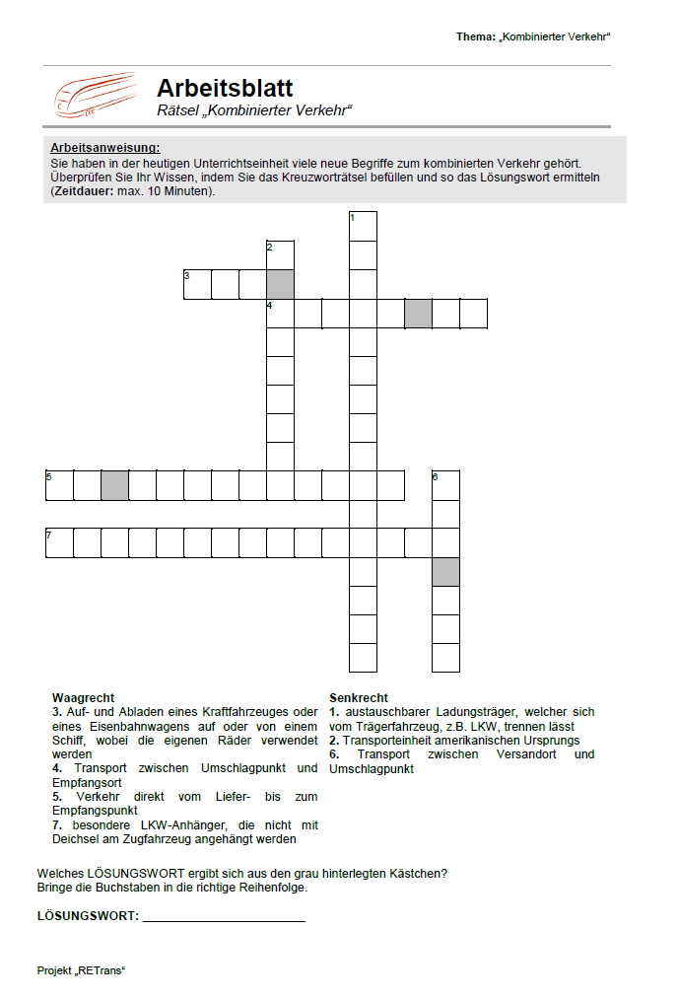 Thema: „Kombinierter Verkehr“
Arbeitsblatt
Rätsel „Kombinierter Verkehr“
Arbeitsanweisung:
Sie haben in der heutigen Unterrichtseinheit viele neue Begriffe zum kombinierten Verkehr gehört.
Überprüfen Sie Ihr Wissen, indem Sie das Kreuzworträtsel befüllen und so das Lösungswort ermitteln
(Zeitdauer: max. 10 Minuten).
1
2
3
4
5
6
7
Waagrecht
3. Auf- und Abladen eines Kraftfahrzeuges oder
eines Eisenbahnwagens auf oder von einem
Schiff, wobei die eigenen Räder verwendet
werden
4. Transport zwischen Umschlagpunkt und
Empfangsort
5. Verkehr direkt vom Liefer- bis zum
Empfangspunkt
7. besondere LKW-Anhänger, die nicht mit
Deichsel am Zugfahrzeug angehängt werden
Senkrecht
1. austauschbarer Ladungsträger, welcher sich
vom Trägerfahrzeug, z.B. LKW, trennen lässt
2. Transporteinheit amerikanischen Ursprungs
6. Transport zwischen Versandort und
Umschlagpunkt
Welches LÖSUNGSWORT ergibt sich aus den grau hinterlegten Kästchen?
Bringe die Buchstaben in die richtige Reihenfolge.
LÖSUNGSWORT: ________________________
Projekt „RETrans“